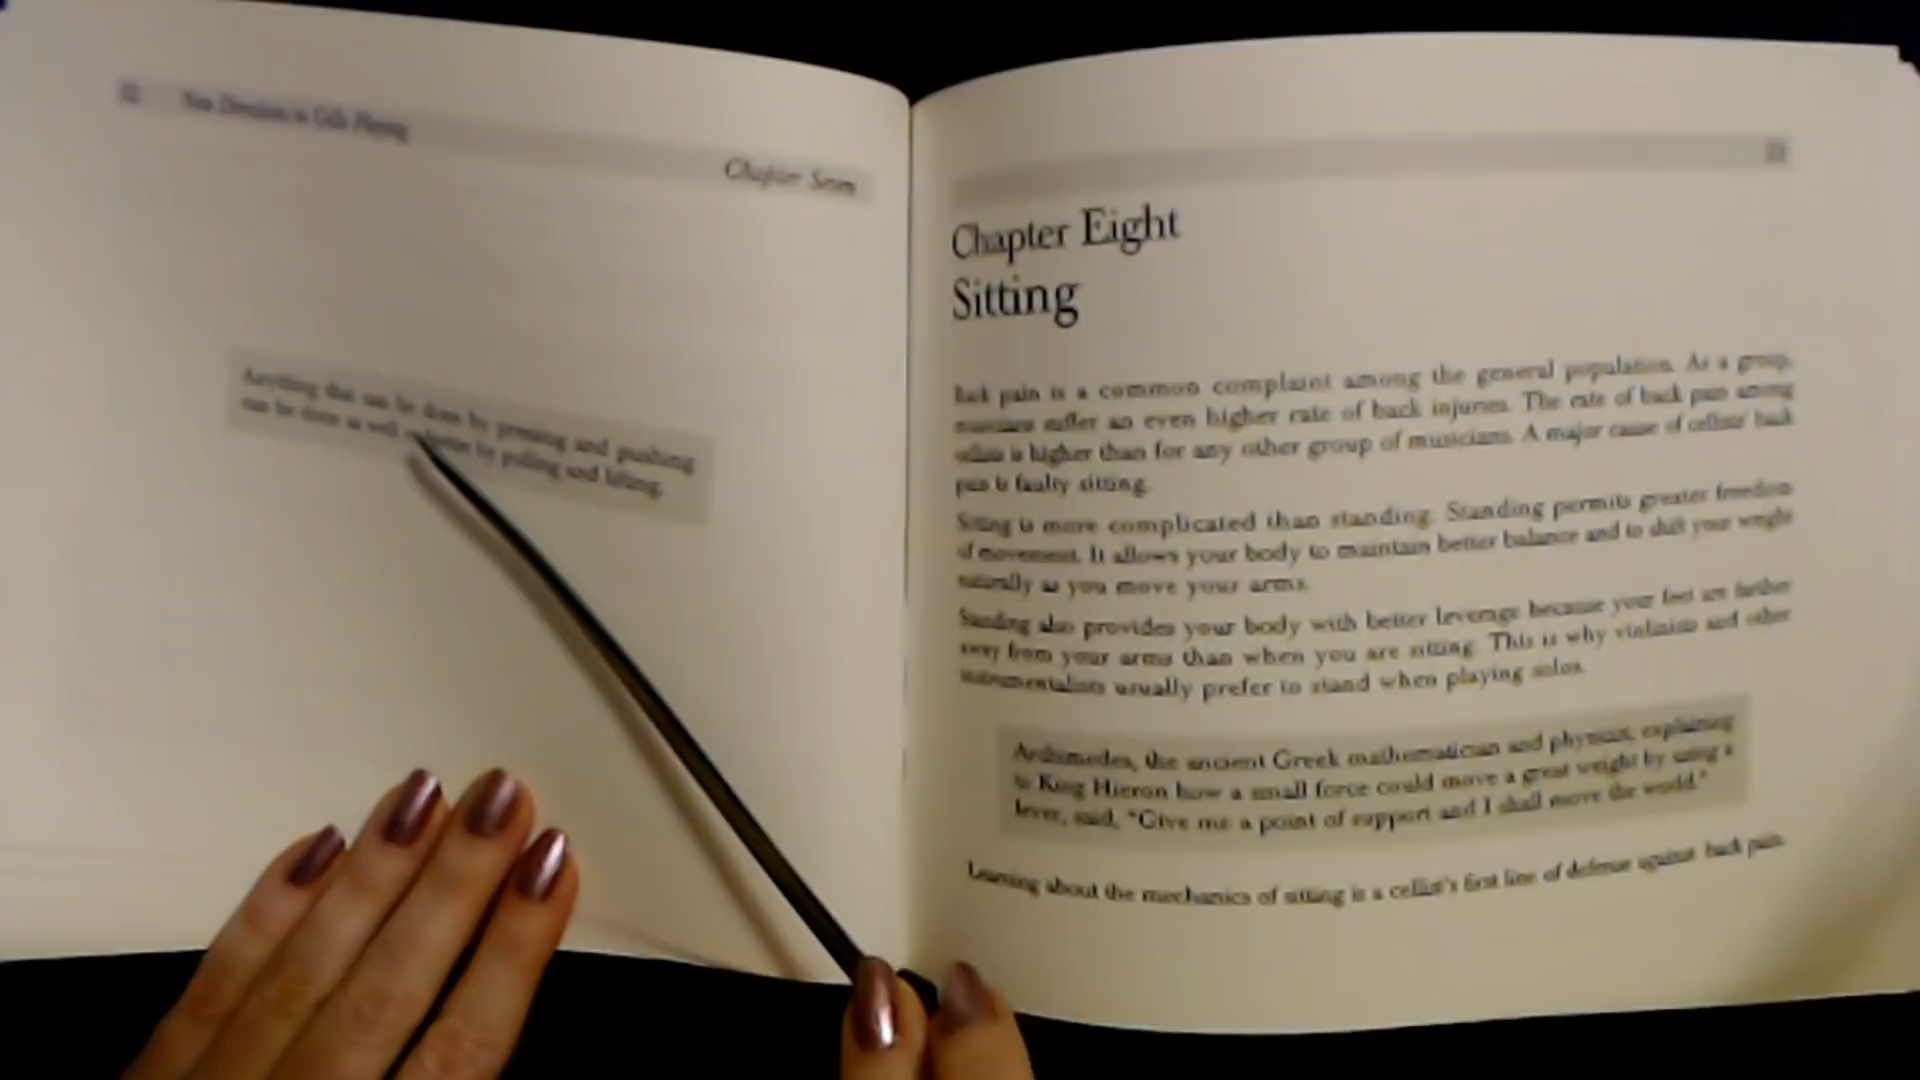 New Directions in Cello Playing
Chapter Seven
Anything that can be done by pressing and pushing
can be done as well or better by pulling and lifting.
Chapter Eight
Sitting
Back pain is a common complaint among the general population. As a group,
musicians suffer an even higher rate of back injuries. The rate of back pain among
cellists is higher than for any other group of musicians. A major cause of cellists' back
pain is faulty sitting.
Sitting is more complicated than standing. Standing permits greater freedom
of movement. It allows your body to maintain better balance and to shift your weight
naturally as you move your arms.
Standing also provides your body with better leverage because your feet are further
away from your arms than when you are sitting. This is why violinists and other
instrumentalists usually prefer to stand when playing solos.
Archimedes, the ancient Greek mathematician and physicist, explaining
to King Hieron how a small force could move a great weight by using a
lever, said, "Give me a point of support and I shall move the world."
Learning about the mechanics of sitting is a cellist's first line of defense against back pain.